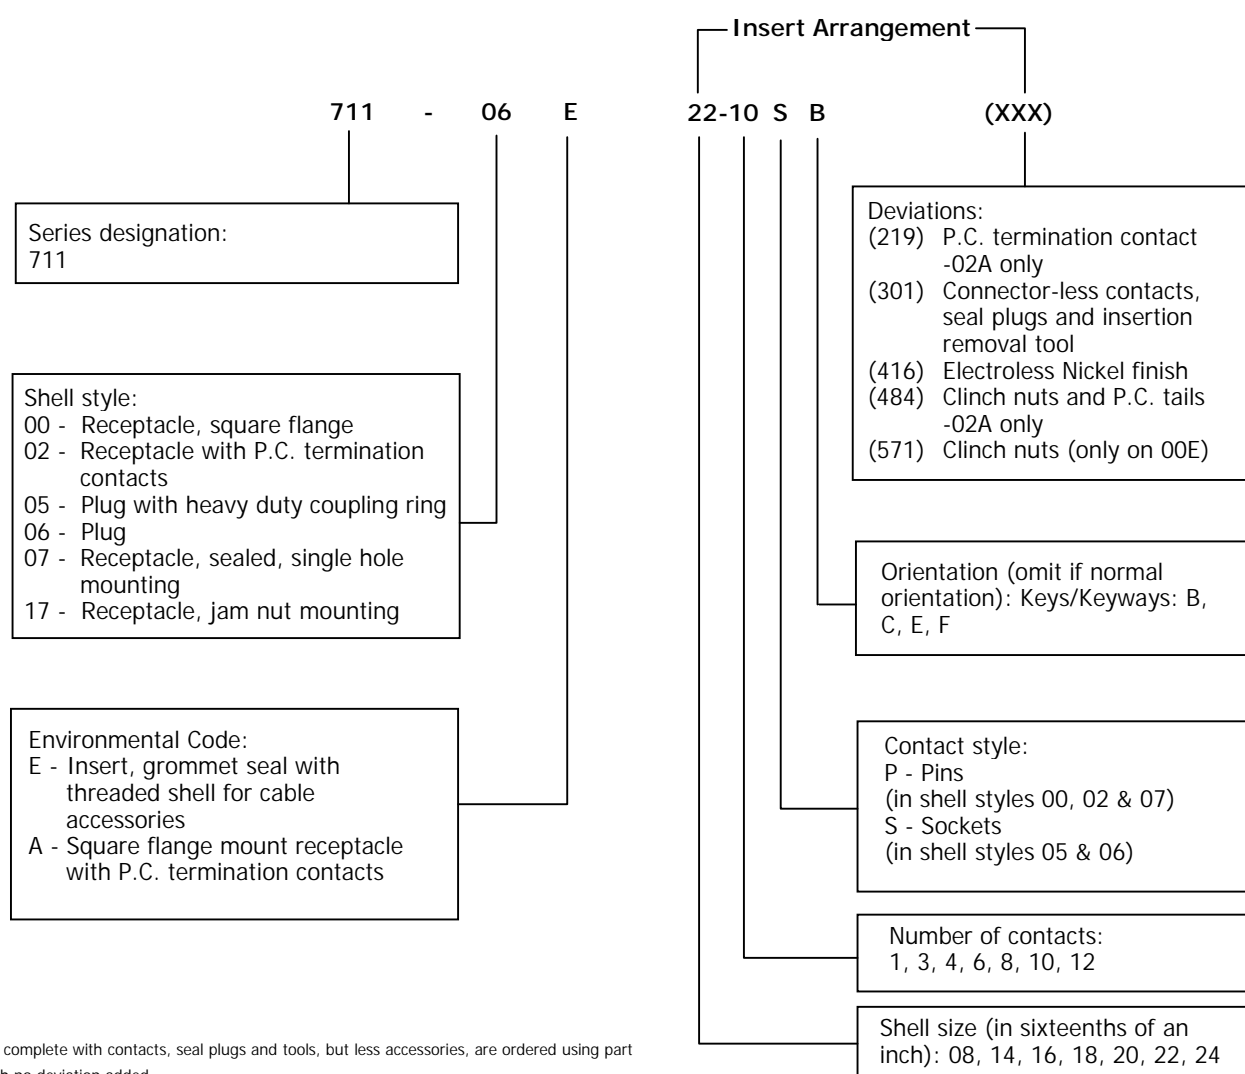 Insert Arrangement
711 - 06 E 22-10 S B (XXX)
Series designation:
711
Shell style:
00 - Receptacle, square flange
02 - Receptacle with P.C. termination
contacts
05 - Plug with heavy duty coupling ring
06 - Plug
07 - Receptacle, sealed, single hole
mounting
17 - Receptacle, jam nut mounting
Environmental Code:
E - Insert, grommet seal with
threaded shell for cable
accessories
A - Square flange mount receptacle
with P.C. termination contacts
Deviations:
(219) P.C. termination contact
-02A only
(301) Connector-less contacts,
seal plugs and insertion
removal tool
(416) Electroless Nickel finish
(484) Clinch nuts and P.C. tails
-02A only
(571) Clinch nuts (only on 00E)
Orientation (omit if normal
orientation): Keys/Keyways: B,
C, E, F
Contact style:
P - Pins
(in shell styles 00, 02 & 07)
S - Sockets
(in shell styles 05 & 06)
Number of contacts:
1, 3, 4, 6, 8, 10, 12
Shell size (in sixteenths of an
inch): 08, 14, 16, 18, 20, 22, 24
complete with contacts, seal plugs and tools, but less accessories, are ordered using part
no deviation added